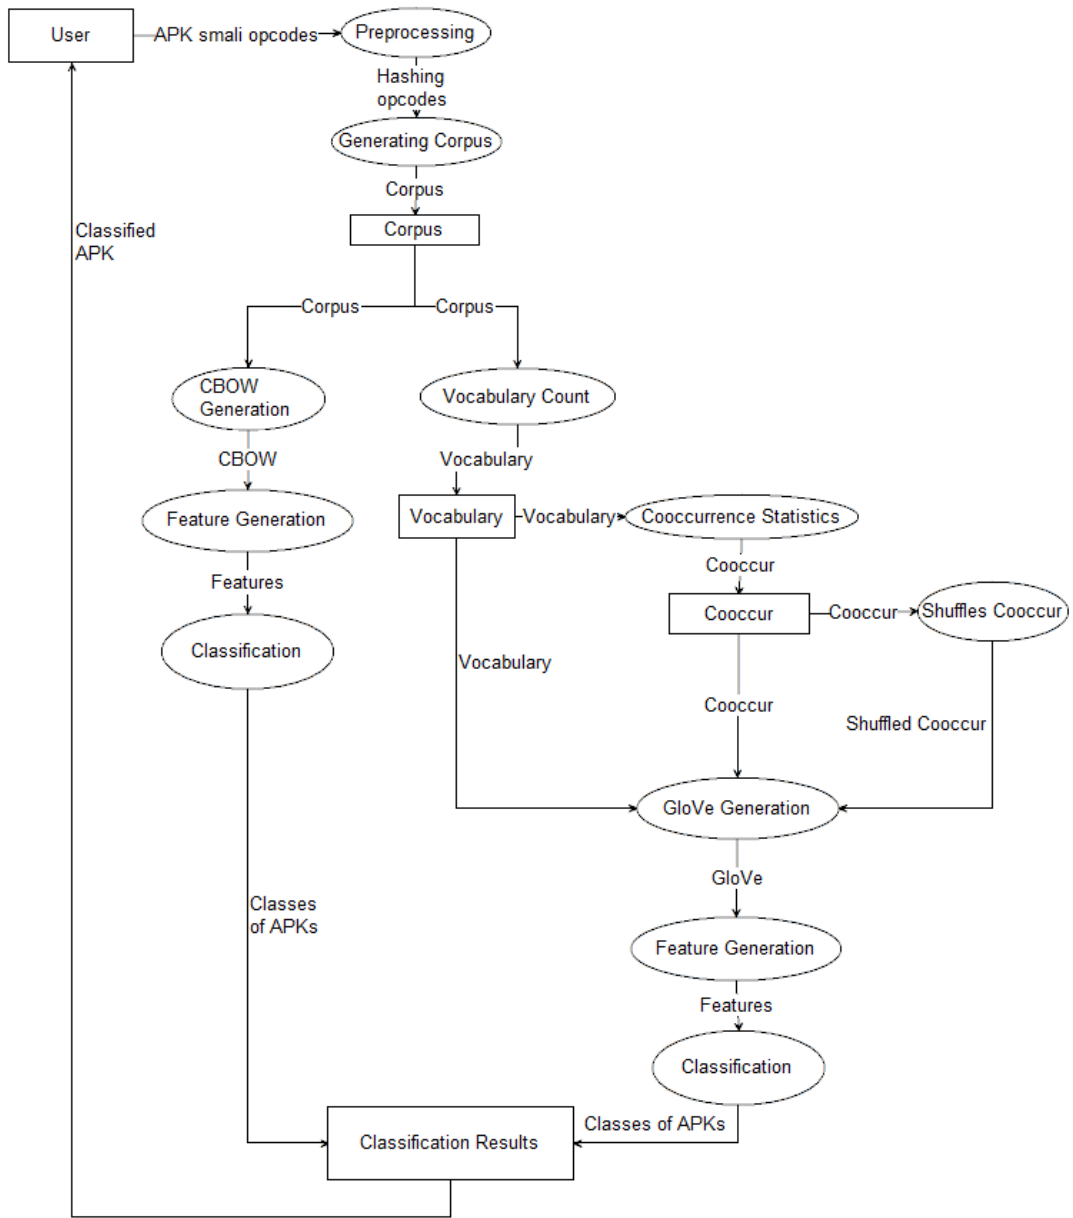 User
APK smali opcodes
Preprocessing
Hashing
opcodes
Generating Corpus
Corpus
Corpus
Classified
APK
Corpus
Corpus
CBOW
Generation
Vocabulary Count
CBOW
Vocabulary
Feature Generation
Vocabulary
Vocabulary
Cooccurrence Statistics
Features
Cooccur
Cooccur
Cooccur
Shuffles Cooccur
Classification
Vocabulary
Cooccur
Shuffled Cooccur
GloVe Generation
GloVe
Classes
of APKs
Feature Generation
Features
Classification
Classes of APKs
Classification Results